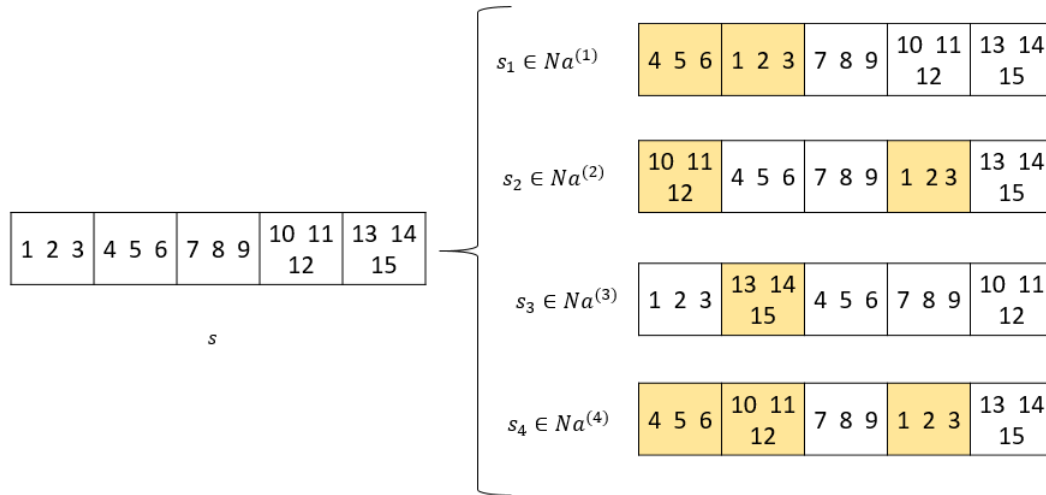 s₁ ∈ Na⁽¹⁾
4 5 6 1 2 3 7 8 9 10 11 12 13 14 15
s₂ ∈ Na⁽²⁾
10 11 12 4 5 6 7 8 9 1 2 3 13 14 15
1 2 3 4 5 6 7 8 9 10 11 12 13 14 15
s
s₃ ∈ Na⁽³⁾
1 2 3 13 14 15 4 5 6 7 8 9 10 11 12
s₄ ∈ Na⁽⁴⁾
4 5 6 10 11 12 7 8 9 1 2 3 13 14 15